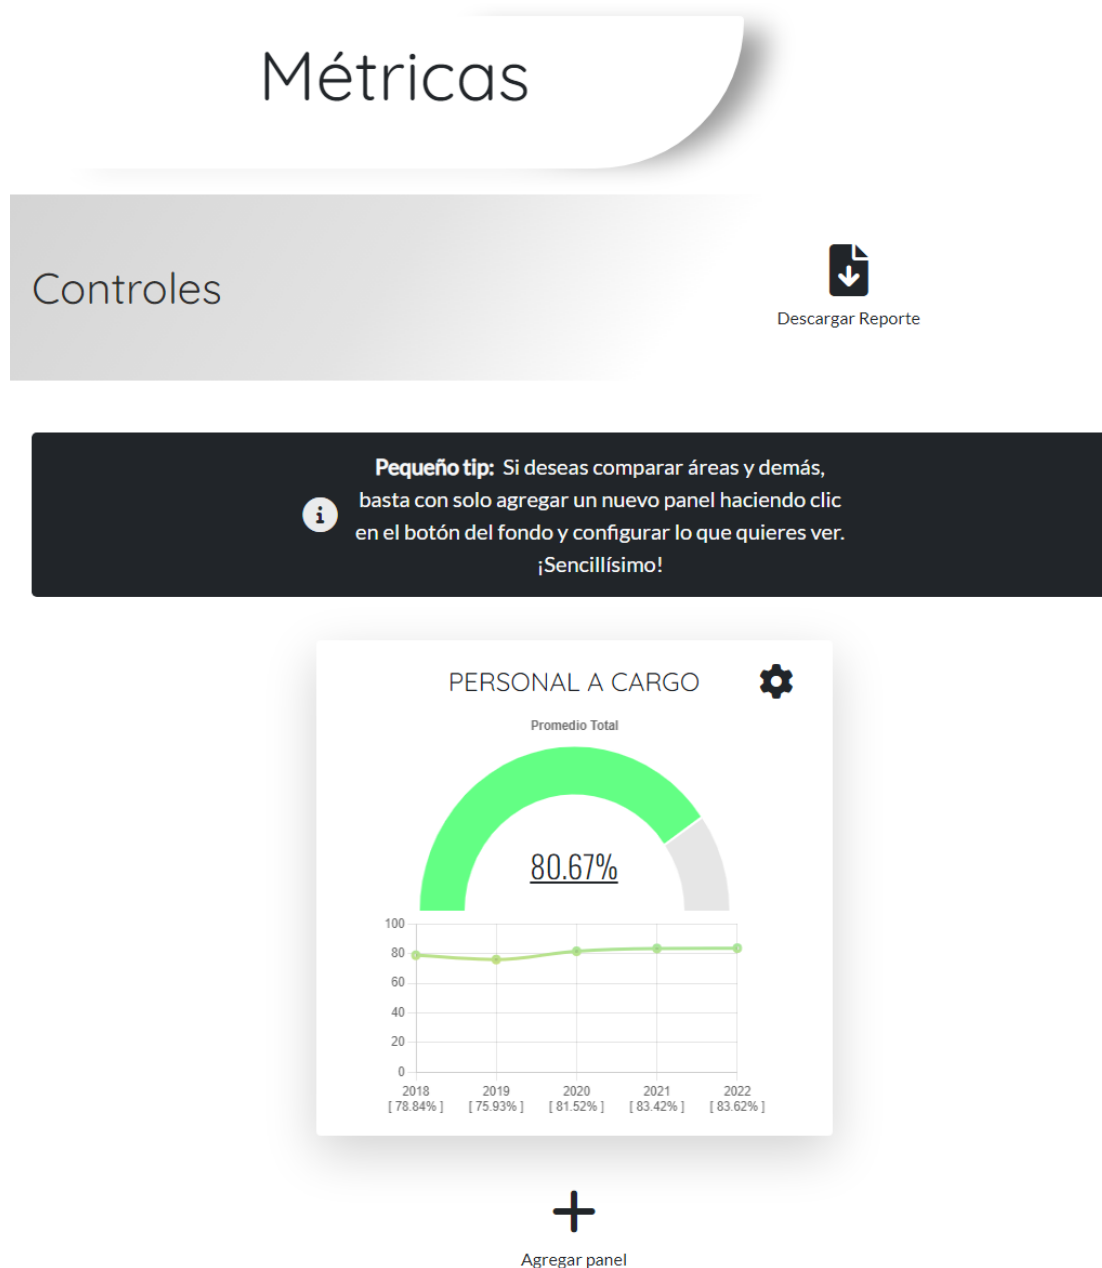 Métricas
Controles
Descargar Reporte
Pequeño tip: Si deseas comparar áreas y demás,
basta con solo agregar un nuevo panel haciendo clic
en el botón del fondo y configurar lo que quieres ver.
¡Sencillísimo!
PERSONAL A CARGO
Promedio Total
80.67%
100
80
60
40
20
0
2018 2019 2020 2021 2022
[ 78.84% ] [ 75.93% ] [ 81.52% ] [ 83.42% ] [ 83.62% ]
Agregar panel